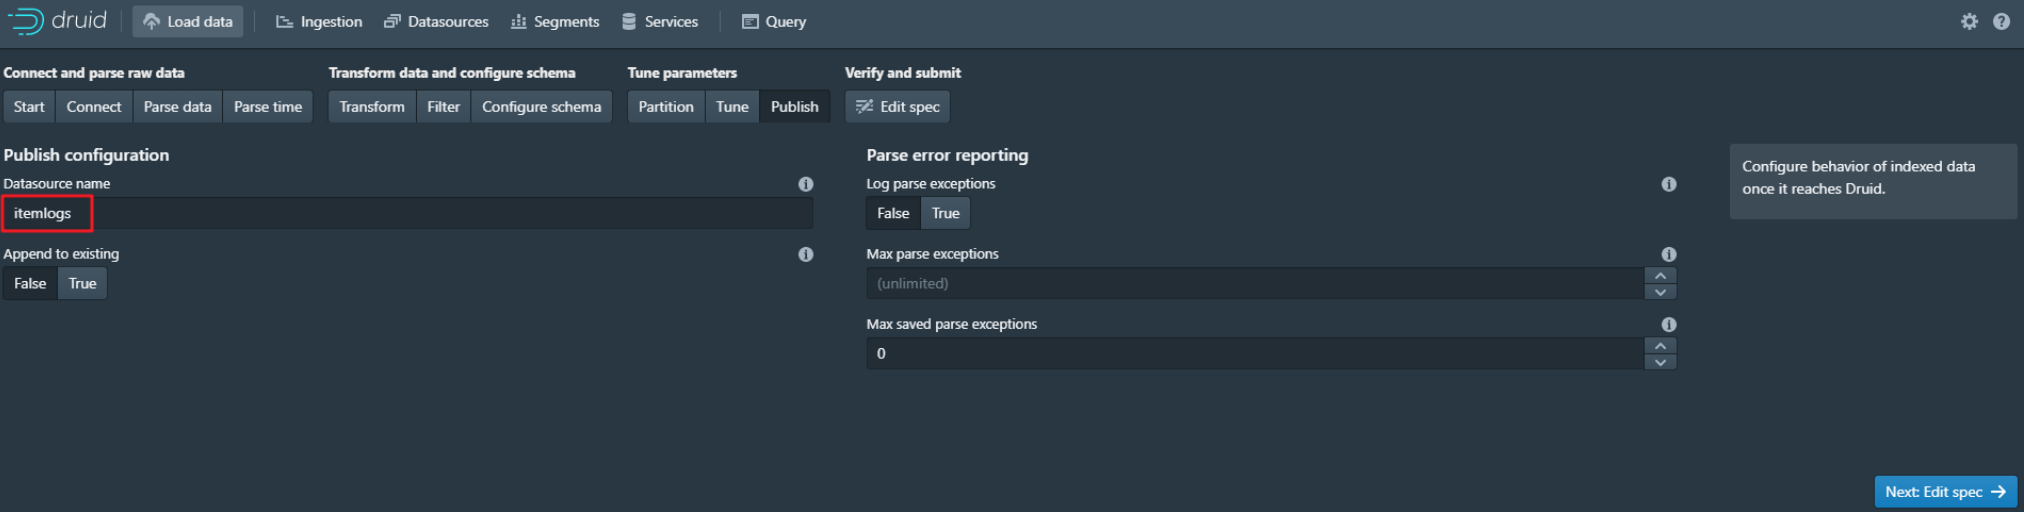 druid Load data Ingestion Datasources Segments Services Query
Connect and parse raw data Transform data and configure schema Tune parameters Verify and submit
Start Connect Parse data Parse time Transform Filter Configure schema Partition Tune Publish Edit spec
Publish configuration
Datasource name
itemlogs
Append to existing
False True
Parse error reporting
Log parse exceptions
False True
Max parse exceptions
(unlimited)
Max saved parse exceptions
0
Configure behavior of indexed data
once it reaches Druid.
Next: Edit spec